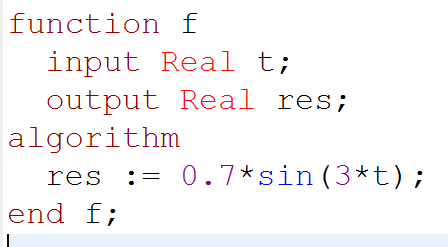 function f
  input Real t;
  output Real res;
algorithm
  res := 0.7*sin(3*t);
end f;